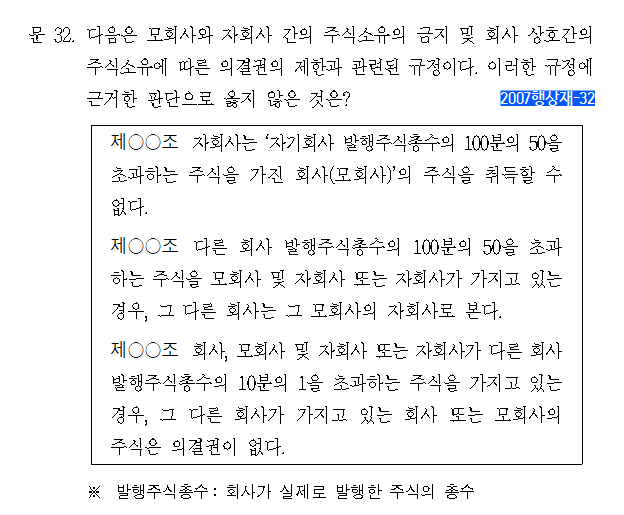 문 32. 다음은 모회사와 자회사 간의 주식소유의 금지 및 회사 상호간의
주식소유에 따른 의결권의 제한과 관련된 규정이다. 이러한 규정에
근거한 판단으로 옳지 않은 것은?
2007행상재-32
제○○조 자회사는 ‘자기회사 발행주식총수의 100분의 50을
초과하는 주식을 가진 회사(모회사)’의 주식을 취득할 수
없다.
제○○조 다른 회사 발행주식총수의 100분의 50을 초과
하는 주식을 모회사 및 자회사 또는 자회사가 가지고 있는
경우, 그 다른 회사는 그 모회사의 자회사로 본다.
제○○조 회사, 모회사 및 자회사 또는 자회사가 다른 회사
발행주식총수의 10분의 1을 초과하는 주식을 가지고 있는
경우, 그 다른 회사가 가지고 있는 회사 또는 모회사의
주식은 의결권이 없다.
※ 발행주식총수 : 회사가 실제로 발행한 주식의 총수